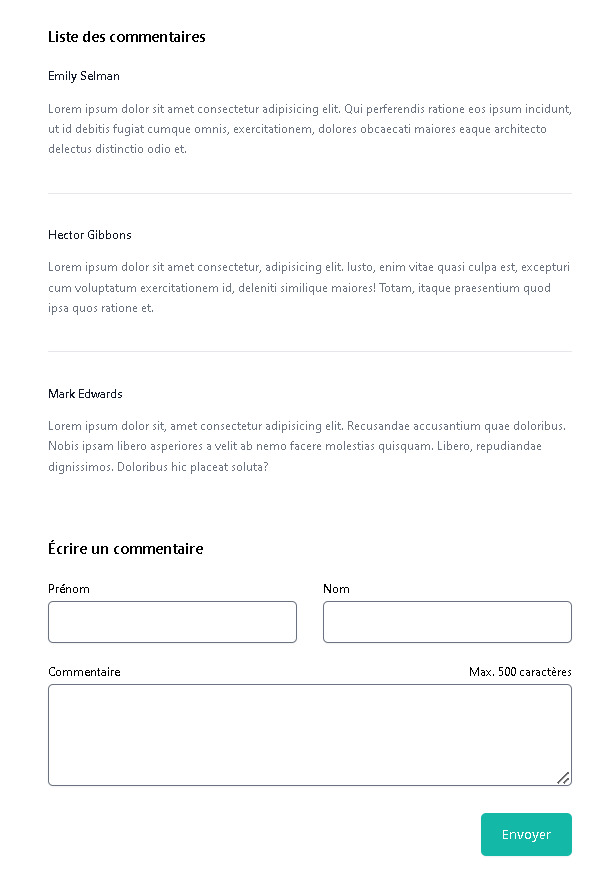 Liste des commentaires
Emily Selman
Lorem ipsum dolor sit amet consectetur adipisicing elit. Qui perferendis ratione eos ipsum incidunt,
ut id debitis fugiat cumque omnis, exercitationem, dolores obcaecati maiores eaque architecto
delectus distinctio odio et.
Hector Gibbons
Lorem ipsum dolor sit amet consectetur, adipisicing elit. Iusto, enim vitae quasi culpa est, excepturi
cum voluptatum exercitationem id, deleniti similique maiores! Totam, itaque praesentium quod
ipsa quos ratione et.
Mark Edwards
Lorem ipsum dolor sit, amet consectetur adipisicing elit. Recusandae accusantium quae doloribus.
Nobis ipsam libero asperiores a velit ab nemo facere molestias quisquam. Libero, repudiandae
dignissimos. Doloribus hic placeat soluta?
Écrire un commentaire
Prénom
Nom
Commentaire
Max. 500 caractères
Envoyer